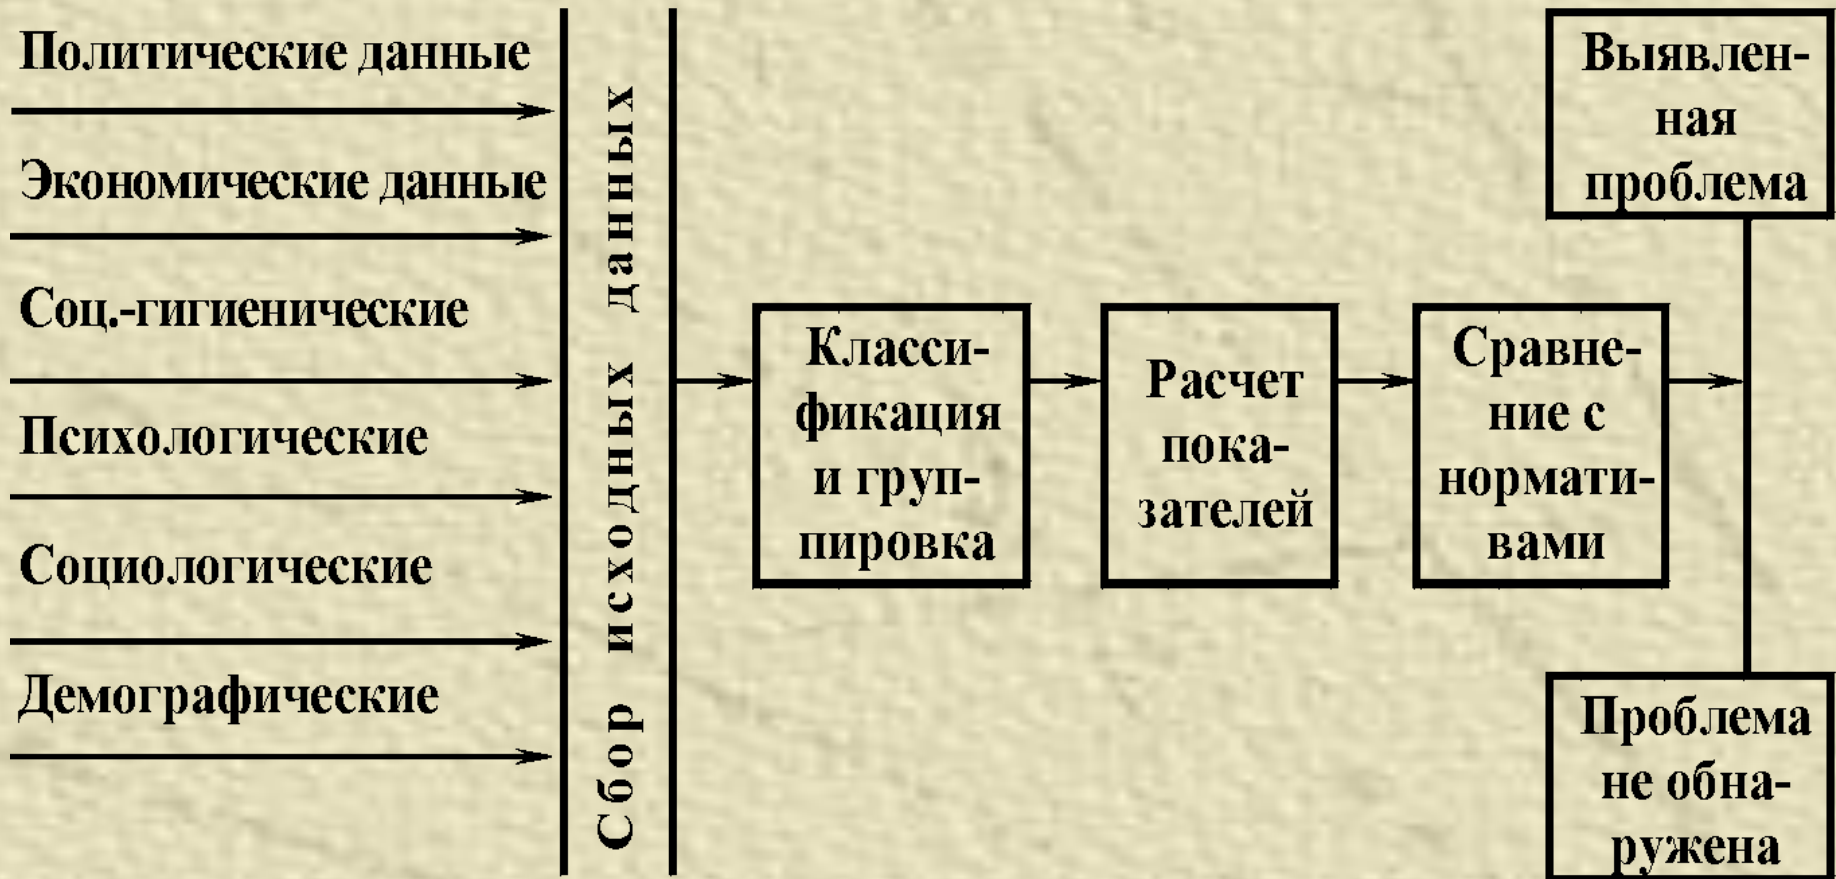 Политические данные
Экономические данные
Соц.-гигиенические
Психологические
Социологические
Демографические
Сбор исходных данных
Класси-
фикация
и груп-
пировка
Расчет
пока-
зателей
Сравне-
ние с
нормати-
вами
Выявлен-
ная
проблема
Проблема
не обна-
ружена